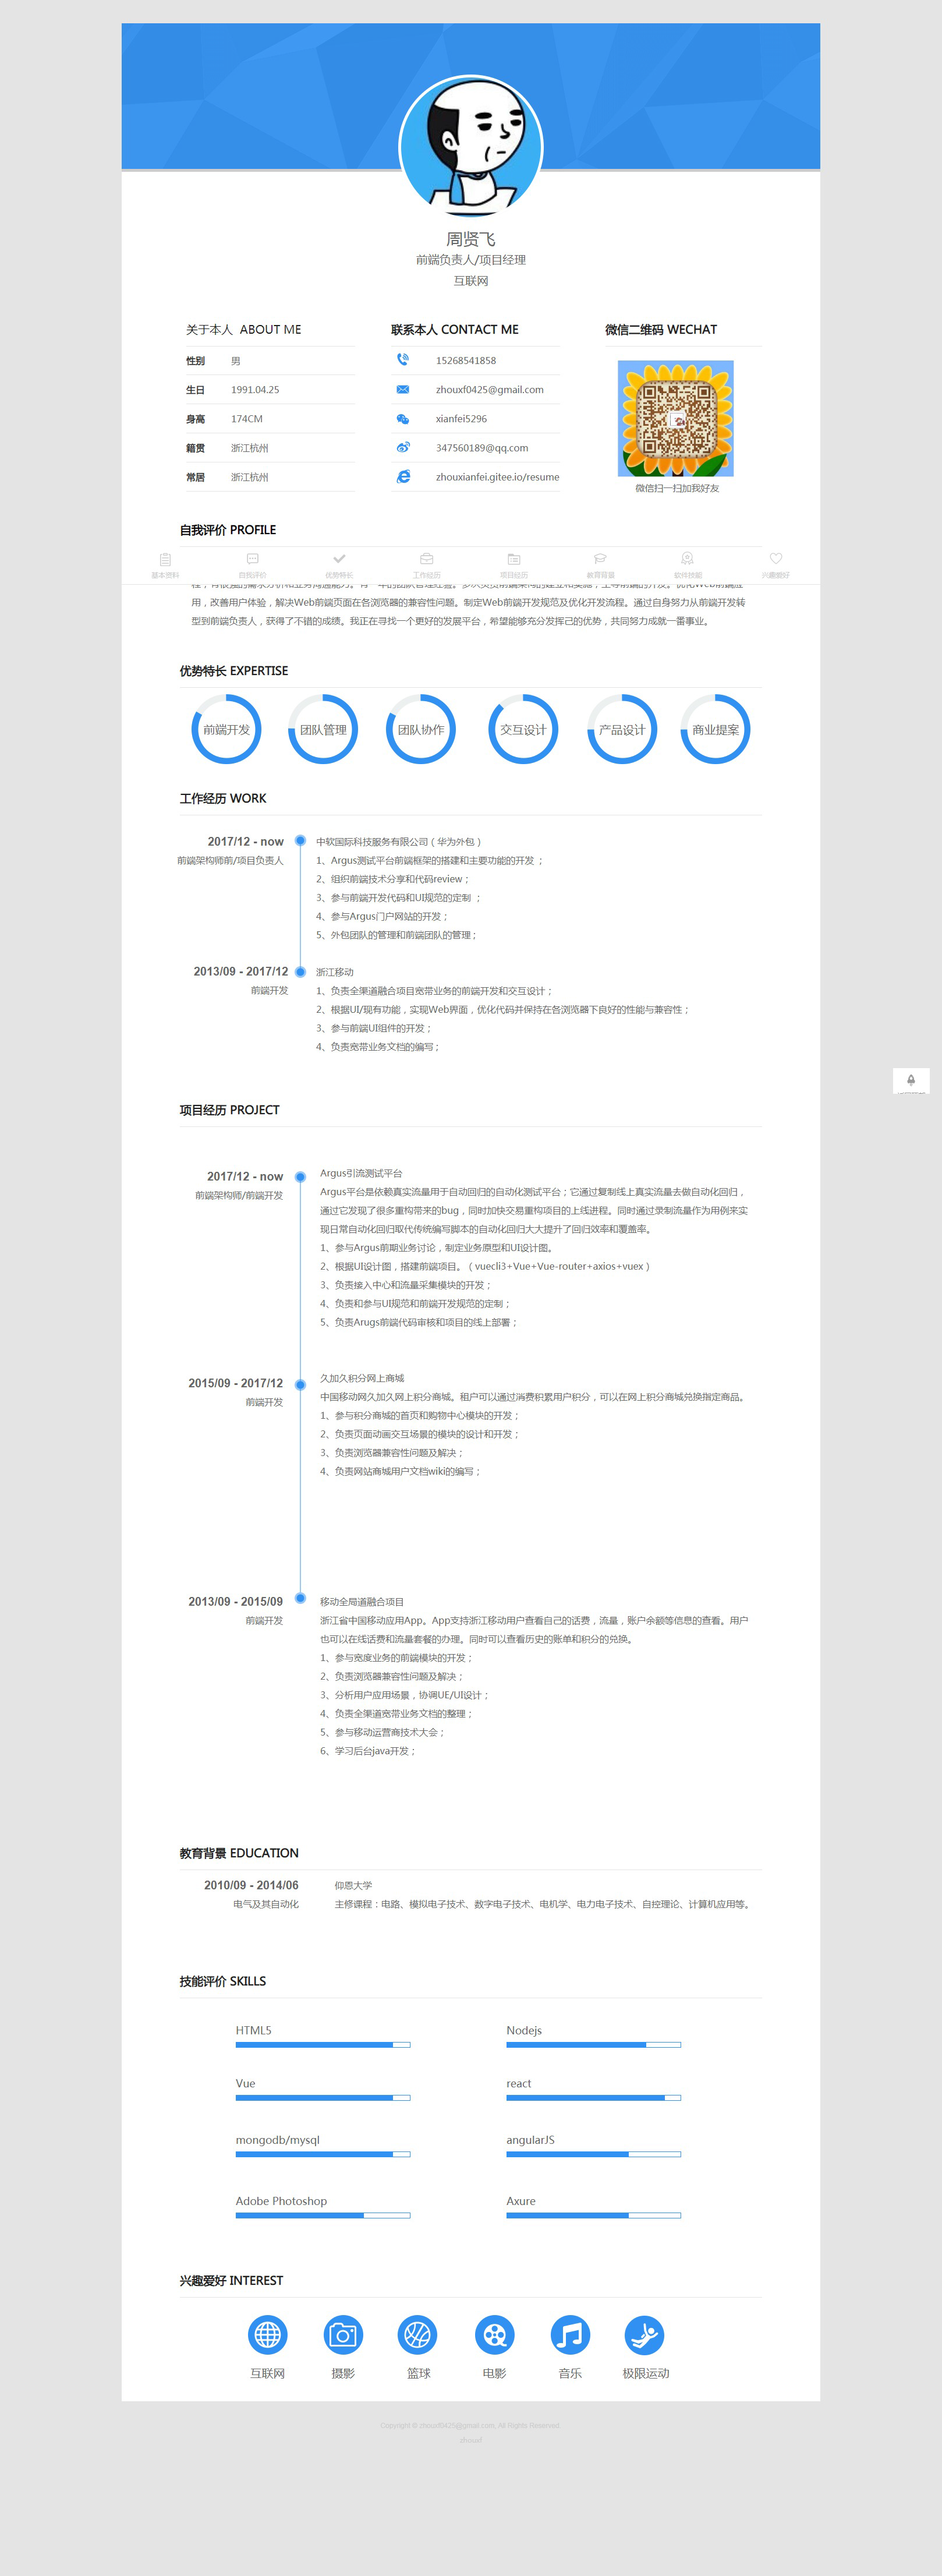 周贤飞
前端负责人/项目经理
互联网
关于本人 ABOUT ME
性别 男
生日 1991.04.25
身高 174CM
籍贯 浙江杭州
常居 浙江杭州
联系本人 CONTACT ME
15268541858
zhouxf0425@gmail.com
xianfei5296
347560189@qq.com
zhouxianfei.gitee.io/resume
微信二维码 WECHAT
微信扫一扫加我好友
自我评价 PROFILE
基本资料 自我评价 优势特长 工作经历 项目经历 教育背景 软件技能 兴趣爱好
用，改善用户体验，解决Web前端页面在各浏览器的兼容性问题。制定Web前端开发规范及优化开发流程。通过自身努力从前端开发转
型到前端负责人，获得了不错的成绩。我正在寻找一个更好的发展平台，希望能够充分发挥己的优势，共同努力成就一番事业。
优势特长 EXPERTISE
前端开发 团队管理 团队协作 交互设计 产品设计 商业提案
工作经历 WORK
2017/12 - now
前端架构师前/项目负责人
中软国际科技服务有限公司（华为外包）
1、Argus测试平台前端框架的搭建和主要功能的开发 ；
2、组织前端技术分享和代码review；
3、参与前端开发代码和UI规范的定制 ；
4、参与Argus门户网站的开发；
5、外包团队的管理和前端团队的管理；
2013/09 - 2017/12
前端开发
浙江移动
1、负责全渠道融合项目宽带业务的前端开发和交互设计；
2、根据UI/现有功能，实现Web界面，优化代码并保持在各浏览器下良好的性能与兼容性；
3、参与前端UI组件的开发；
4、负责宽带业务文档的编写；
项目经历 PROJECT
2017/12 - now
前端架构师/前端开发
Argus引流测试平台
Argus平台是依赖真实流量用于自动回归的自动化测试平台；它通过复制线上真实流量去做自动化回归，
通过它发现了很多重构带来的bug，同时加快交易重构项目的上线进程。同时通过录制流量作为用例来实
现日常自动化回归取代传统编写脚本的自动化回归大大提升了回归效率和覆盖率。
1、参与Argus前期业务讨论，制定业务原型和UI设计图。
2、根据UI设计图，搭建前端项目。（vuecli3+Vue+Vue-router+axios+vuex）
3、负责接入中心和流量采集模块的开发；
4、负责和参与UI规范和前端开发规范的定制；
5、负责Arugs前端代码审核和项目的线上部署；
2015/09 - 2017/12
前端开发
久加久积分网上商城
中国移动网久加久网上积分商城。租户可以通过消费积累用户积分，可以在网上积分商城兑换指定商品。
1、参与积分商城的首页和购物中心模块的开发；
2、负责页面动画交互场景的模块的设计和开发；
3、负责浏览器兼容性问题及解决；
4、负责网站商城用户文档wiki的编写；
2013/09 - 2015/09
前端开发
移动全局道融合项目
浙江省中国移动应用App。App支持浙江移动用户查看自己的话费，流量，账户余额等信息的查看。用户
也可以在线话费和流量套餐的办理。同时可以查看历史的账单和积分的兑换。
1、参与宽度业务的前端模块的开发；
2、负责浏览器兼容性问题及解决；
3、分析用户应用场景，协调UE/UI设计；
4、负责全渠道宽带业务文档的整理；
5、参与移动运营商技术大会；
6、学习后台java开发；
教育背景 EDUCATION
2010/09 - 2014/06
电气及其自动化
仰恩大学
主修课程：电路、模拟电子技术、数字电子技术、电机学、电力电子技术、自控理论、计算机应用等。
技能评价 SKILLS
HTML5 Nodejs
Vue react
mongodb/mysql angularJS
Adobe Photoshop Axure
兴趣爱好 INTEREST
互联网 摄影 篮球 电影 音乐 极限运动
Copyright © zhouxf0425@gmail.com. All Rights Reserved
zhouxf